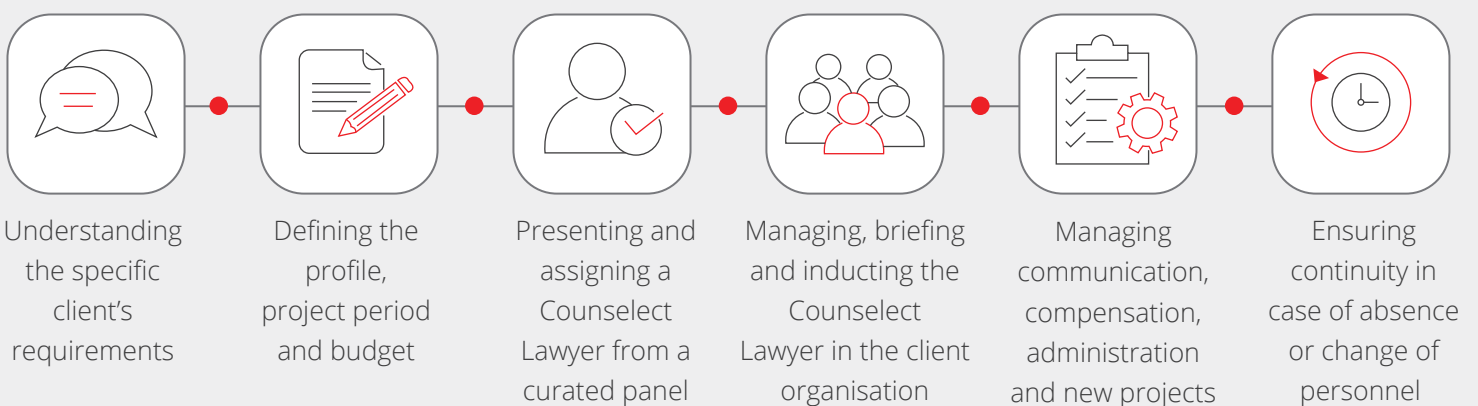 Understanding
the specific
client's
requirements
Defining the
profile,
project period
and budget
Presenting and
assigning a
Counselect
Lawyer from a
curated panel
Managing, briefing
and inducting the
Counselect
Lawyer in the client
organisation
Managing
communication,
compensation,
administration
and new projects
Ensuring
continuity in
case of absence
or change of
personnel